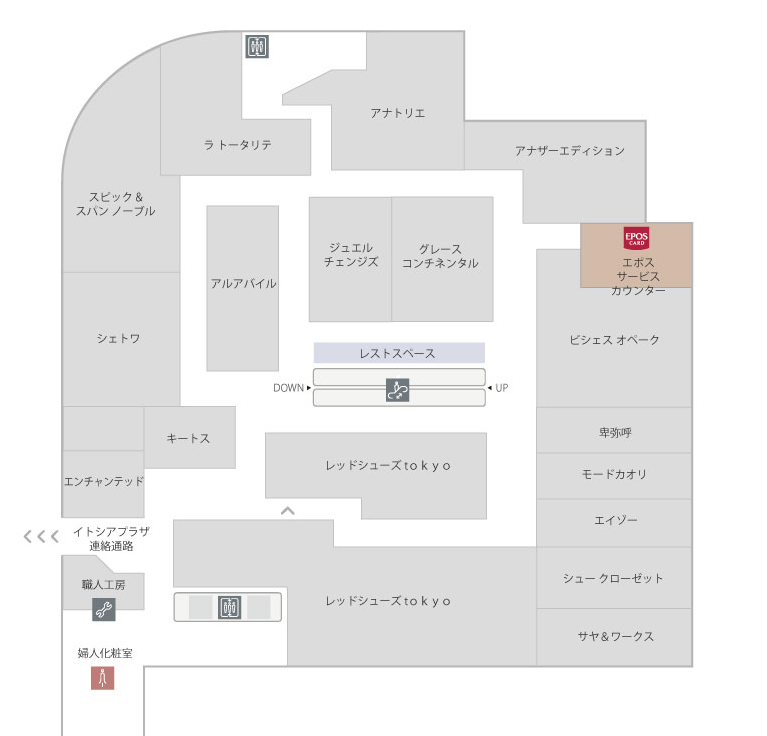 アナトリエ
ラ トータリテ
アナザーエディション
スピック &
スパン ノーブル
EPOS
CARD
エポス
サービス
カウンター
ジュエル
チェンジズ
グレース
コンチネンタル
アルアバイル
シェトワ
ビシェス オペーク
レストスペース
DOWN
UP
卑弥呼
キートス
レッドシューズtokyo
モードカオリ
エンチャンテッド
エイゾー
イトシアプラザ
連絡通路
職人工房
シュー クローゼット
レッドシューズtokyo
サヤ&ワークス
婦人化粧室